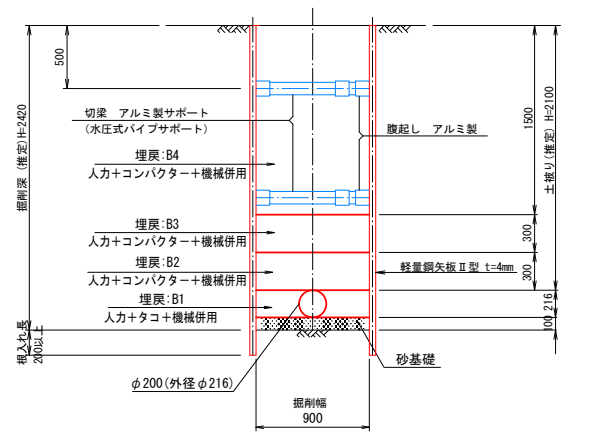 500
掘削深(推定)H=2420
根入れ長
200以上
切梁 アルミ製サポート
(水圧式パイプサポート)
腹起し アルミ製
埋戻:B4
人力+コンパクター+機械併用
埋戻:B3
人力+コンパクター+機械併用
埋戻:B2
人力+コンパクター+機械併用
埋戻:B1
人力+タコ+機械併用
軽量鋼矢板Ⅱ型 t=4mm
1500
300
300
216
100
土被り(推定) H=2100
砂基礎
φ200(外径φ216)
掘削幅
900